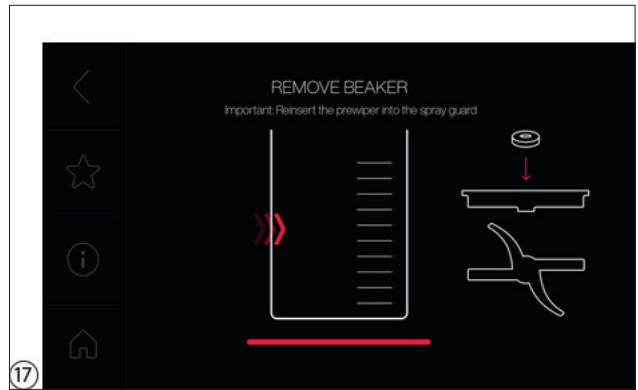 REMOVE BEAKER
Important: Reinsert the prewiper into the spray guard
17